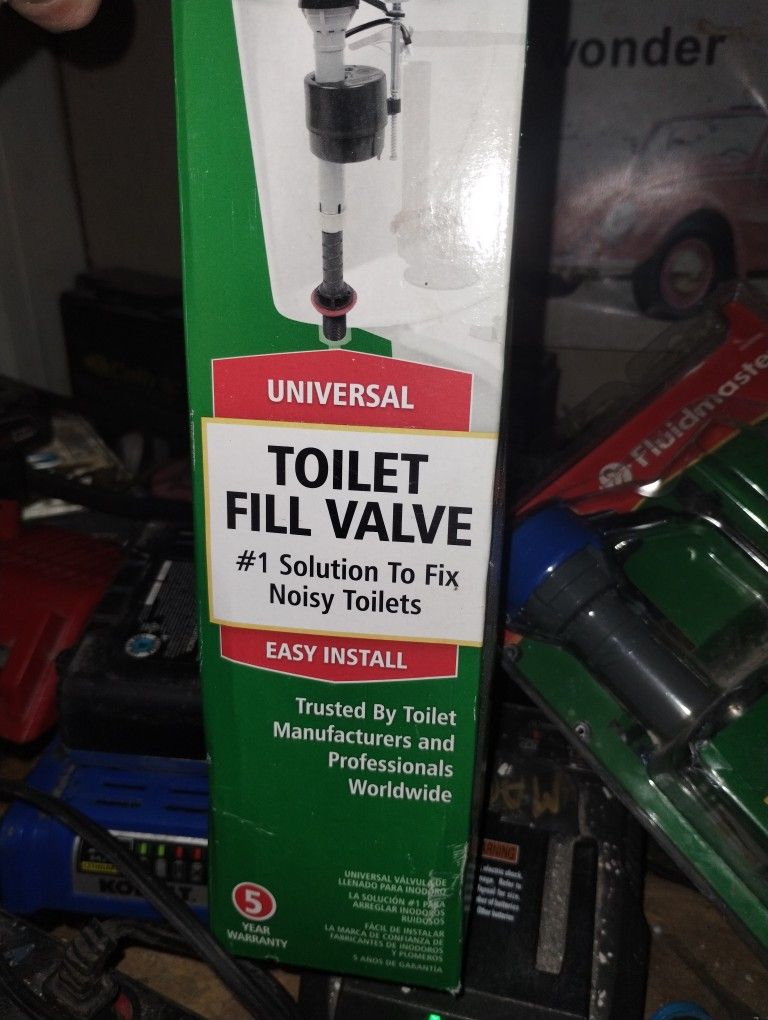 wonder
UNIVERSAL
TOILET
FILL VALVE
#1 Solution To Fix
Noisy Toilets
EASY INSTALL
Trusted By Toilet
Manufacturers and
Professionals
Worldwide
5
YEAR
WARRANTY
UNIVERSAL VÁLVULA DE
LLENADO PARA INODORO
LA SOLUCIÓN #1 PARA
ARREGLAR INODOROS
RUIDOSOS
FÁCIL DE INSTALAR
LA MARCA DE CONFIANZA DE
FABRICANTES DE INODOROS
Y PLOMEROS
5 AÑOS DE GARANTÍA
Fluidmaste
KOBALT